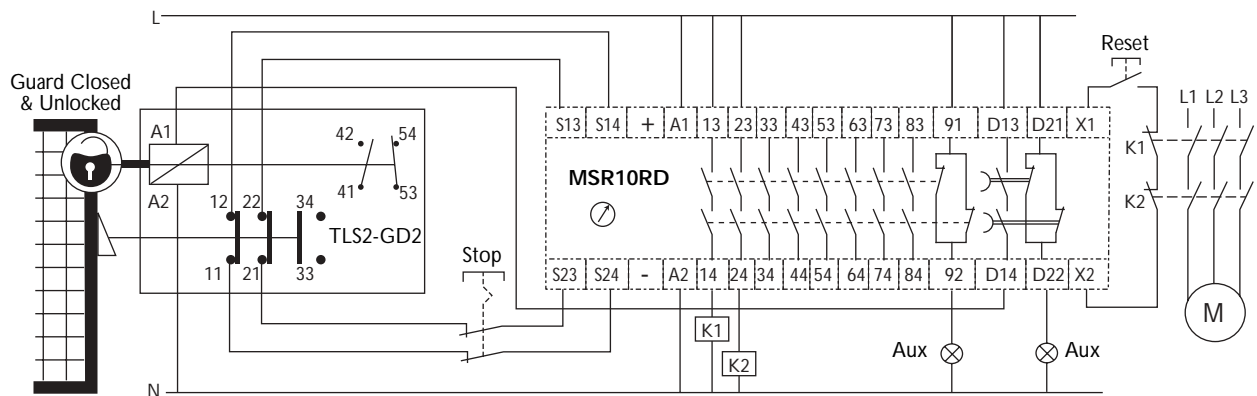 L
Reset
Guard Closed
& Unlocked
A1
42
54
S13 S14 + A1 13 23 33 43 53 63 73 83 91 D13 D21 X1
L1 L2 L3
K1
MSR10RD
41
53
A2
12 22 34
K2
TLS2-GD2
11 21 33
Stop
S23 S24 - A2 14 24 34 44 54 64 74 84 92 D14 D22 X2
M
K1
K2
Aux
Aux
N